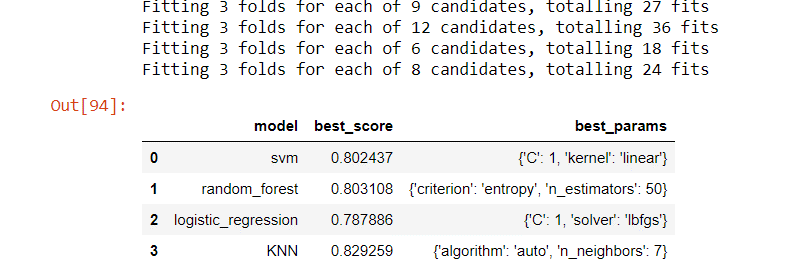 Fitting 3 folds for each of 9 candidates, totalling 27 fits
Fitting 3 folds for each of 12 candidates, totalling 36 fits
Fitting 3 folds for each of 6 candidates, totalling 18 fits
Fitting 3 folds for each of 8 candidates, totalling 24 fits
Out[94]:
model best_score best_params
0 svm 0.802437 {'C': 1, 'kernel': 'linear'}
1 random_forest 0.803108 {'criterion': 'entropy', 'n_estimators': 50}
2 logistic_regression 0.787886 {'C': 1, 'solver': 'lbfgs'}
3 KNN 0.829259 {'algorithm': 'auto', 'n_neighbors': 7}